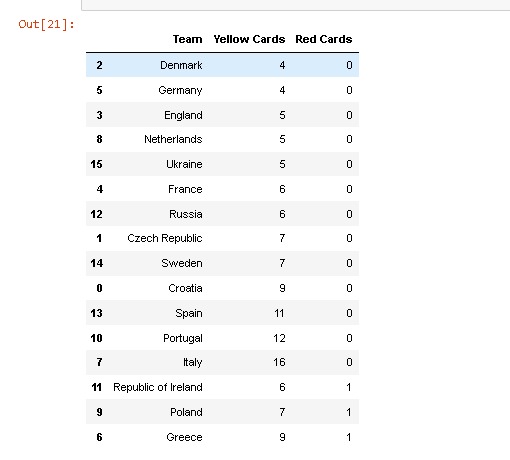 Out[21]:
Team Yellow Cards Red Cards
2 Denmark 4 0
5 Germany 4 0
3 England 5 0
8 Netherlands 5 0
15 Ukraine 5 0
4 France 6 0
12 Russia 6 0
1 Czech Republic 7 0
14 Sweden 7 0
0 Croatia 9 0
13 Spain 11 0
10 Portugal 12 0
7 Italy 16 0
11 Republic of Ireland 6 1
9 Poland 7 1
6 Greece 9 1